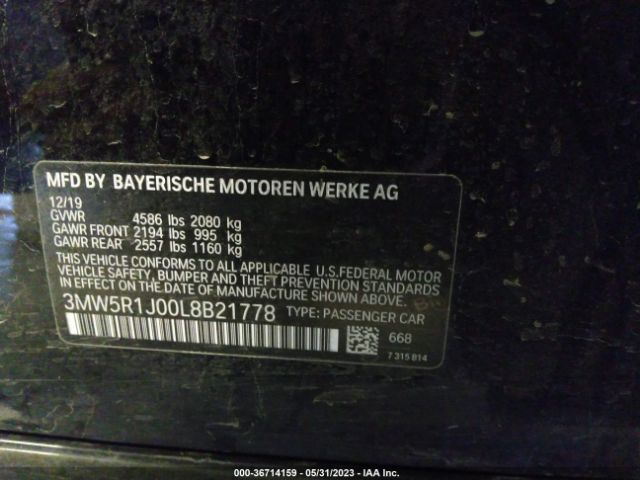 MFD BY BAYERISCHE MOTOREN WERKE AG
12/19
GVWR 4586 lbs 2080 kg
GAWR FRONT 2194 lbs 995 kg
GAWR REAR 2557 lbs 1160 kg
THIS VEHICLE CONFORMS TO ALL APPLICABLE U.S.FEDERAL MOTOR
VEHICLE SAFETY, BUMPER AND THEFT PREVENTION STANDARDS
IN EFFECT ON THE DATE OF MANUFACTURE SHOWN ABOVE.
3MW5R1J00L8B21778 TYPE: PASSENGER CAR
668
7 315 814
000-36714159 - 05/31/2023 - IAA Inc.